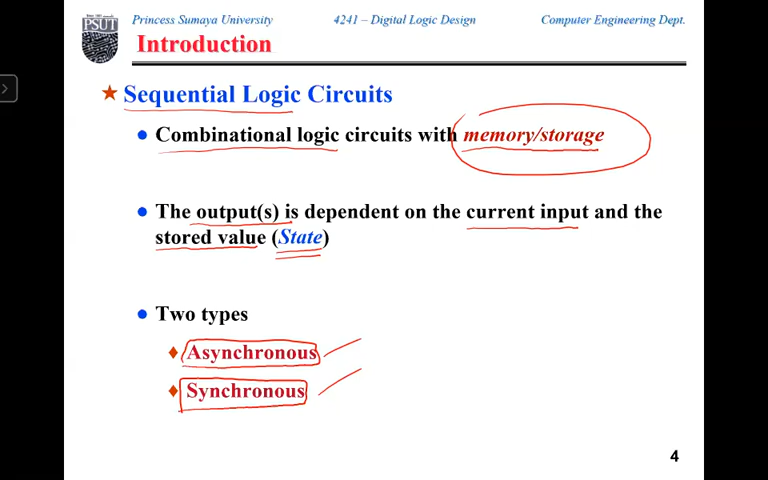 Princess Sumaya University 4241 – Digital Logic Design Computer Engineering Dept.
PSUT
Introduction
★ Sequential Logic Circuits
● Combinational logic circuits with memory/storage
● The output(s) is dependent on the current input and the
stored value (State)
● Two types
♦ Asynchronous
♦ Synchronous
4